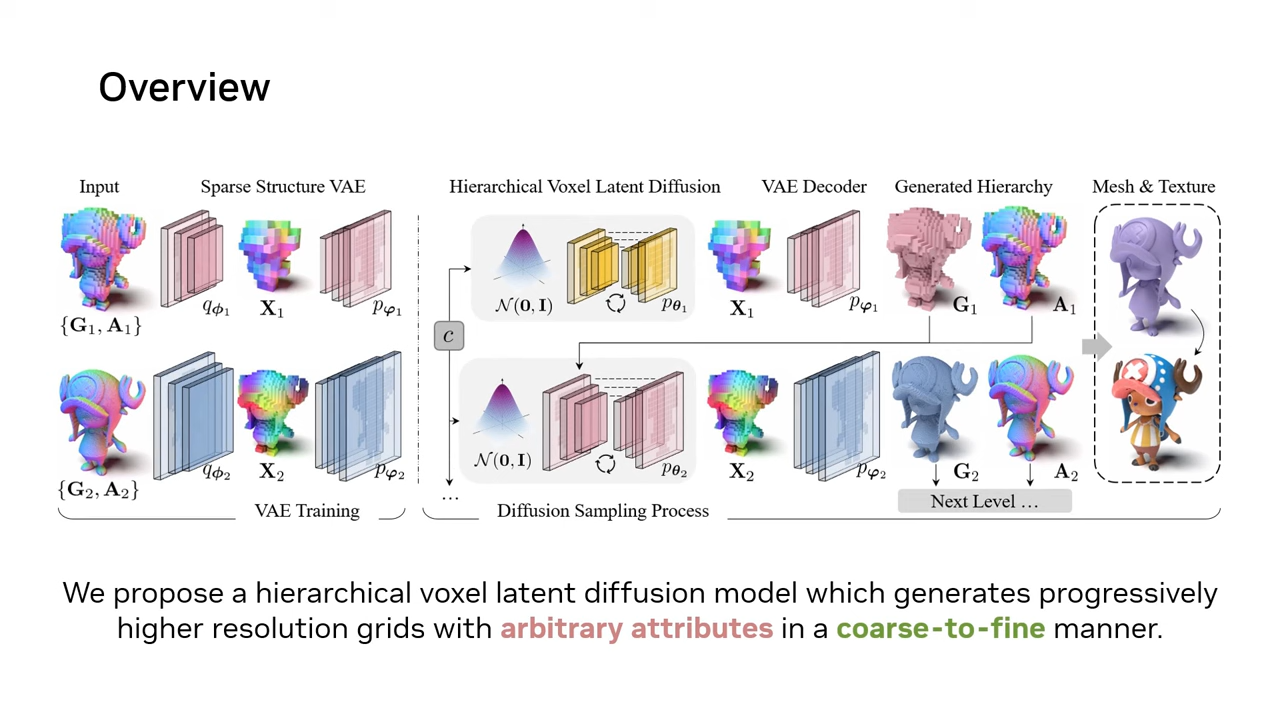 Overview
Input
Sparse Structure VAE
Hierarchical Voxel Latent Diffusion
VAE Decoder
Generated Hierarchy
Mesh & Texture
{G₁, A₁}
qϕ₁
X₁
pφ₁
c
𝒩(0, I)
pθ₁
X₁
pφ₁
G₁
A₁
{G₂, A₂}
qϕ₂
X₂
pφ₂
𝒩(0, I)
pθ₂
X₂
pφ₂
G₂
A₂
...
Next Level ...
VAE Training
Diffusion Sampling Process
We propose a hierarchical voxel latent diffusion model which generates progressively
higher resolution grids with arbitrary attributes in a coarse-to-fine manner.